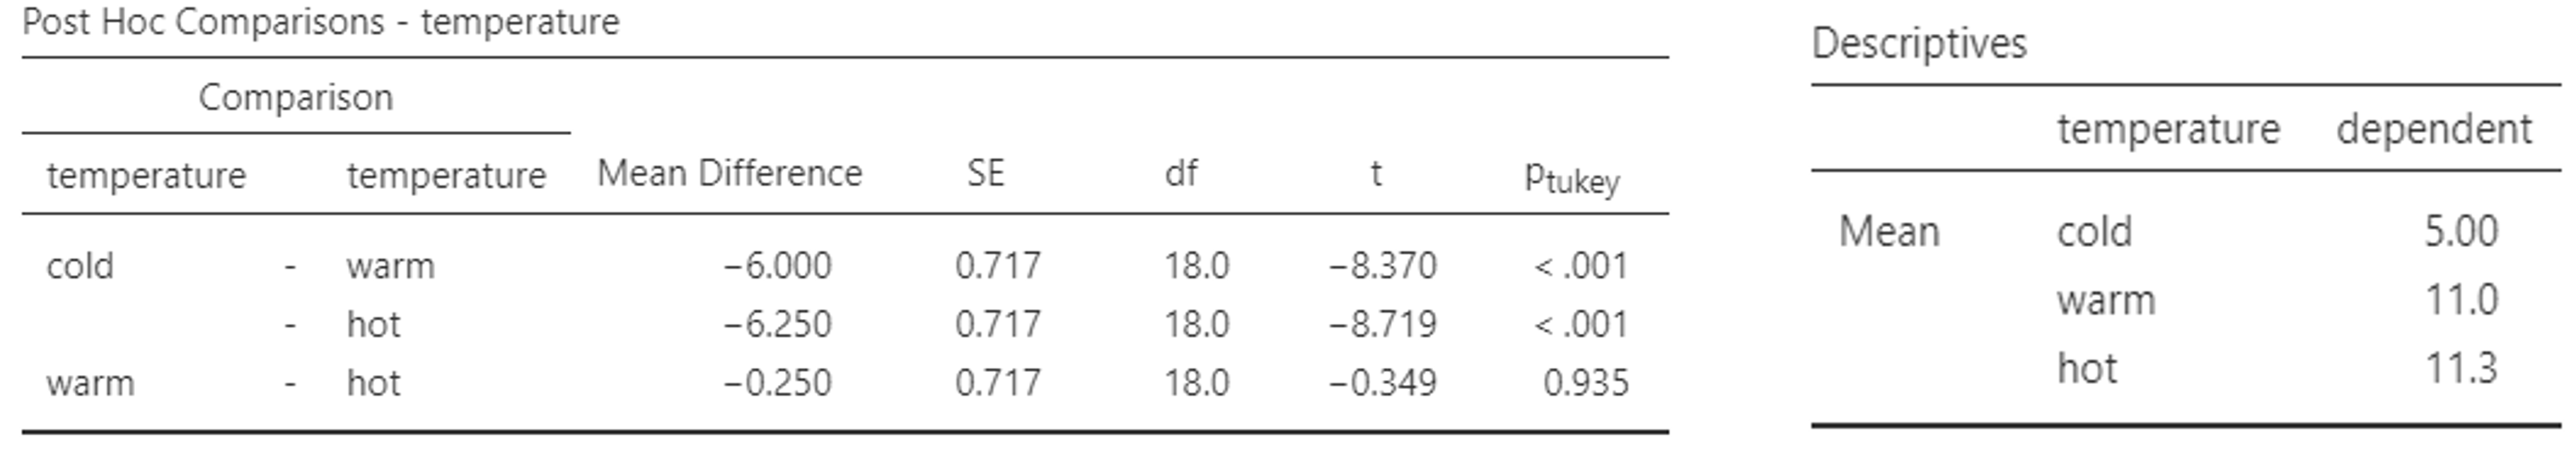 Post Hoc Comparisons - temperature
Comparison
temperature temperature Mean Difference SE df t ptukey
cold - warm −6.000 0.717 18.0 −8.370 < .001
- hot −6.250 0.717 18.0 −8.719 < .001
warm - hot −0.250 0.717 18.0 −0.349 0.935
Descriptives
temperature dependent
Mean cold 5.00
warm 11.0
hot 11.3